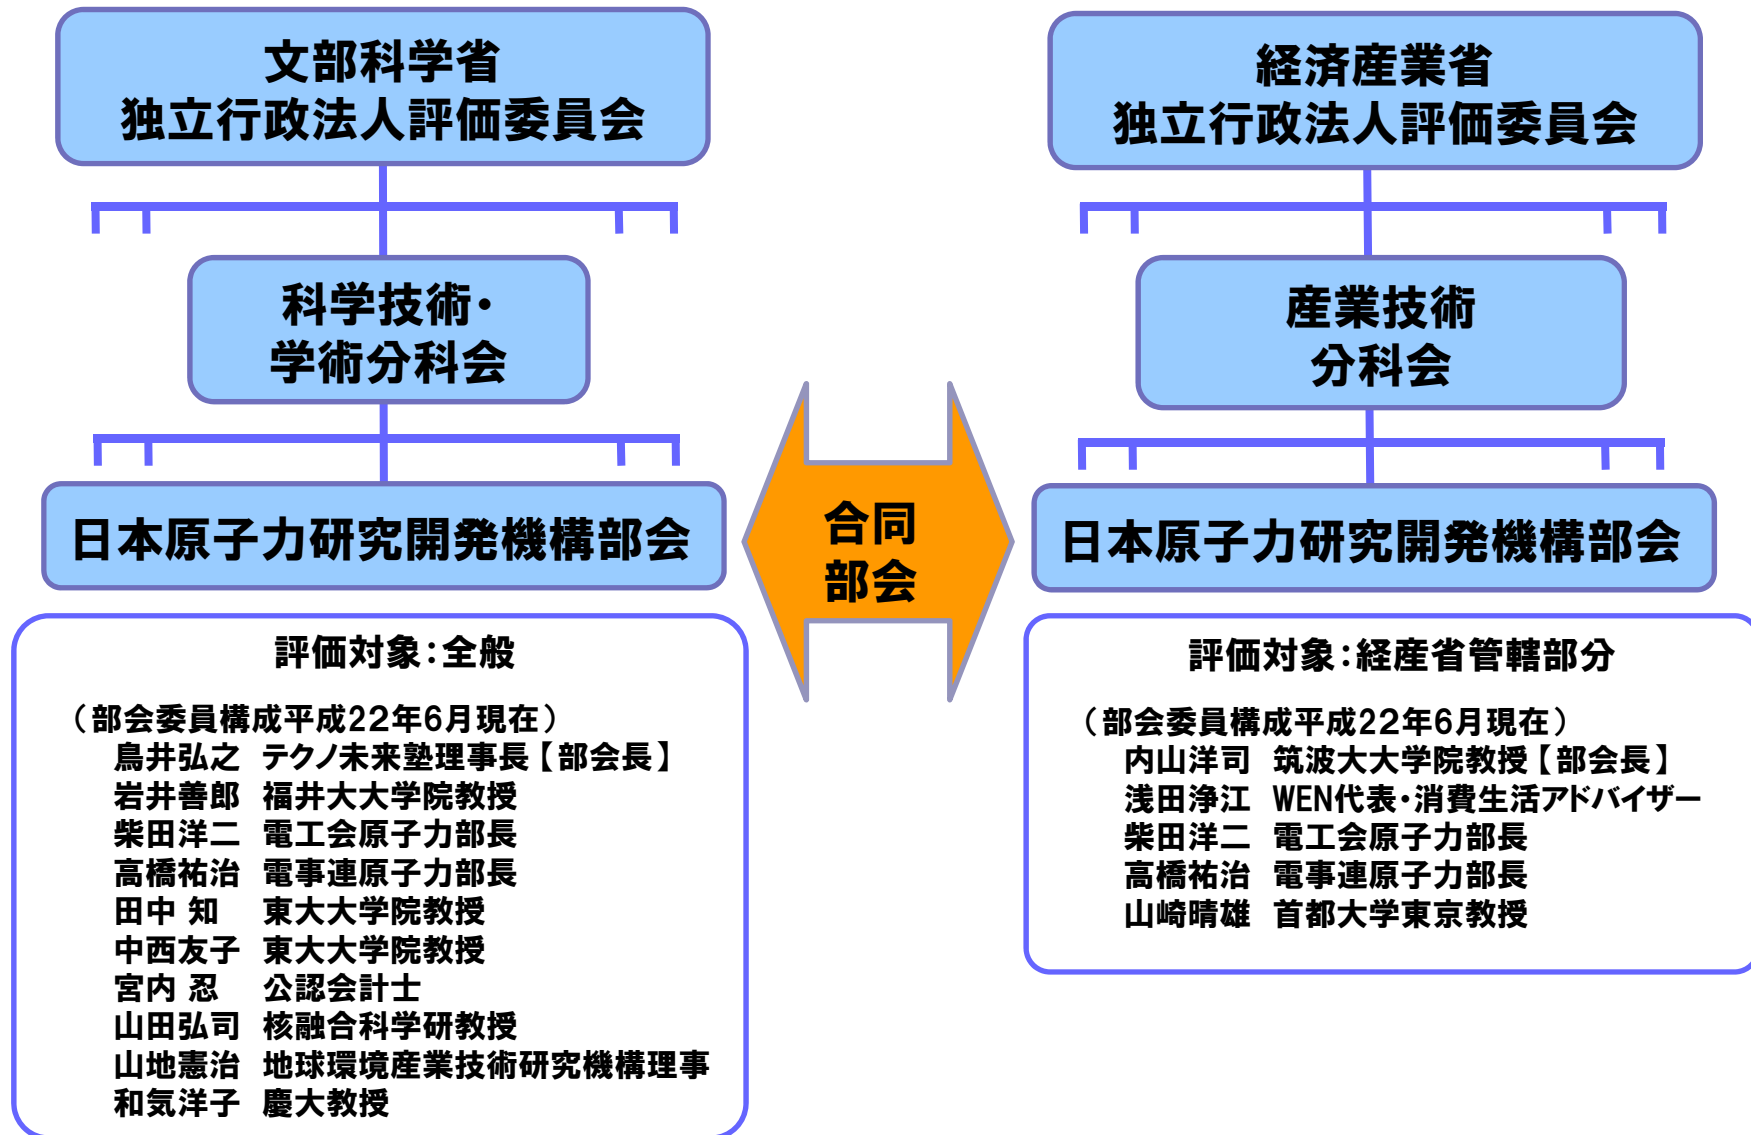 文部科学省
独立行政法人評価委員会
科学技術・
学術分科会
日本原子力研究開発機構部会
評価対象：全般
（部会委員構成平成22年6月現在）
鳥井弘之 テクノ未来塾理事長【部会長】
岩井善郎 福井大大学院教授
柴田洋二 電工会原子力部長
高橋祐治 電事連原子力部長
田中 知 東大大学院教授
中西友子 東大大学院教授
宮内 忍 公認会計士
山田弘司 核融合科学研教授
山地憲治 地球環境産業技術研究機構理事
和気洋子 慶大教授
合同
部会
経済産業省
独立行政法人評価委員会
産業技術
分科会
日本原子力研究開発機構部会
評価対象：経産省管轄部分
（部会委員構成平成22年6月現在）
内山洋司 筑波大大学院教授【部会長】
浅田浄江 WEN代表・消費生活アドバイザー
柴田洋二 電工会原子力部長
高橋祐治 電事連原子力部長
山崎晴雄 首都大学東京教授